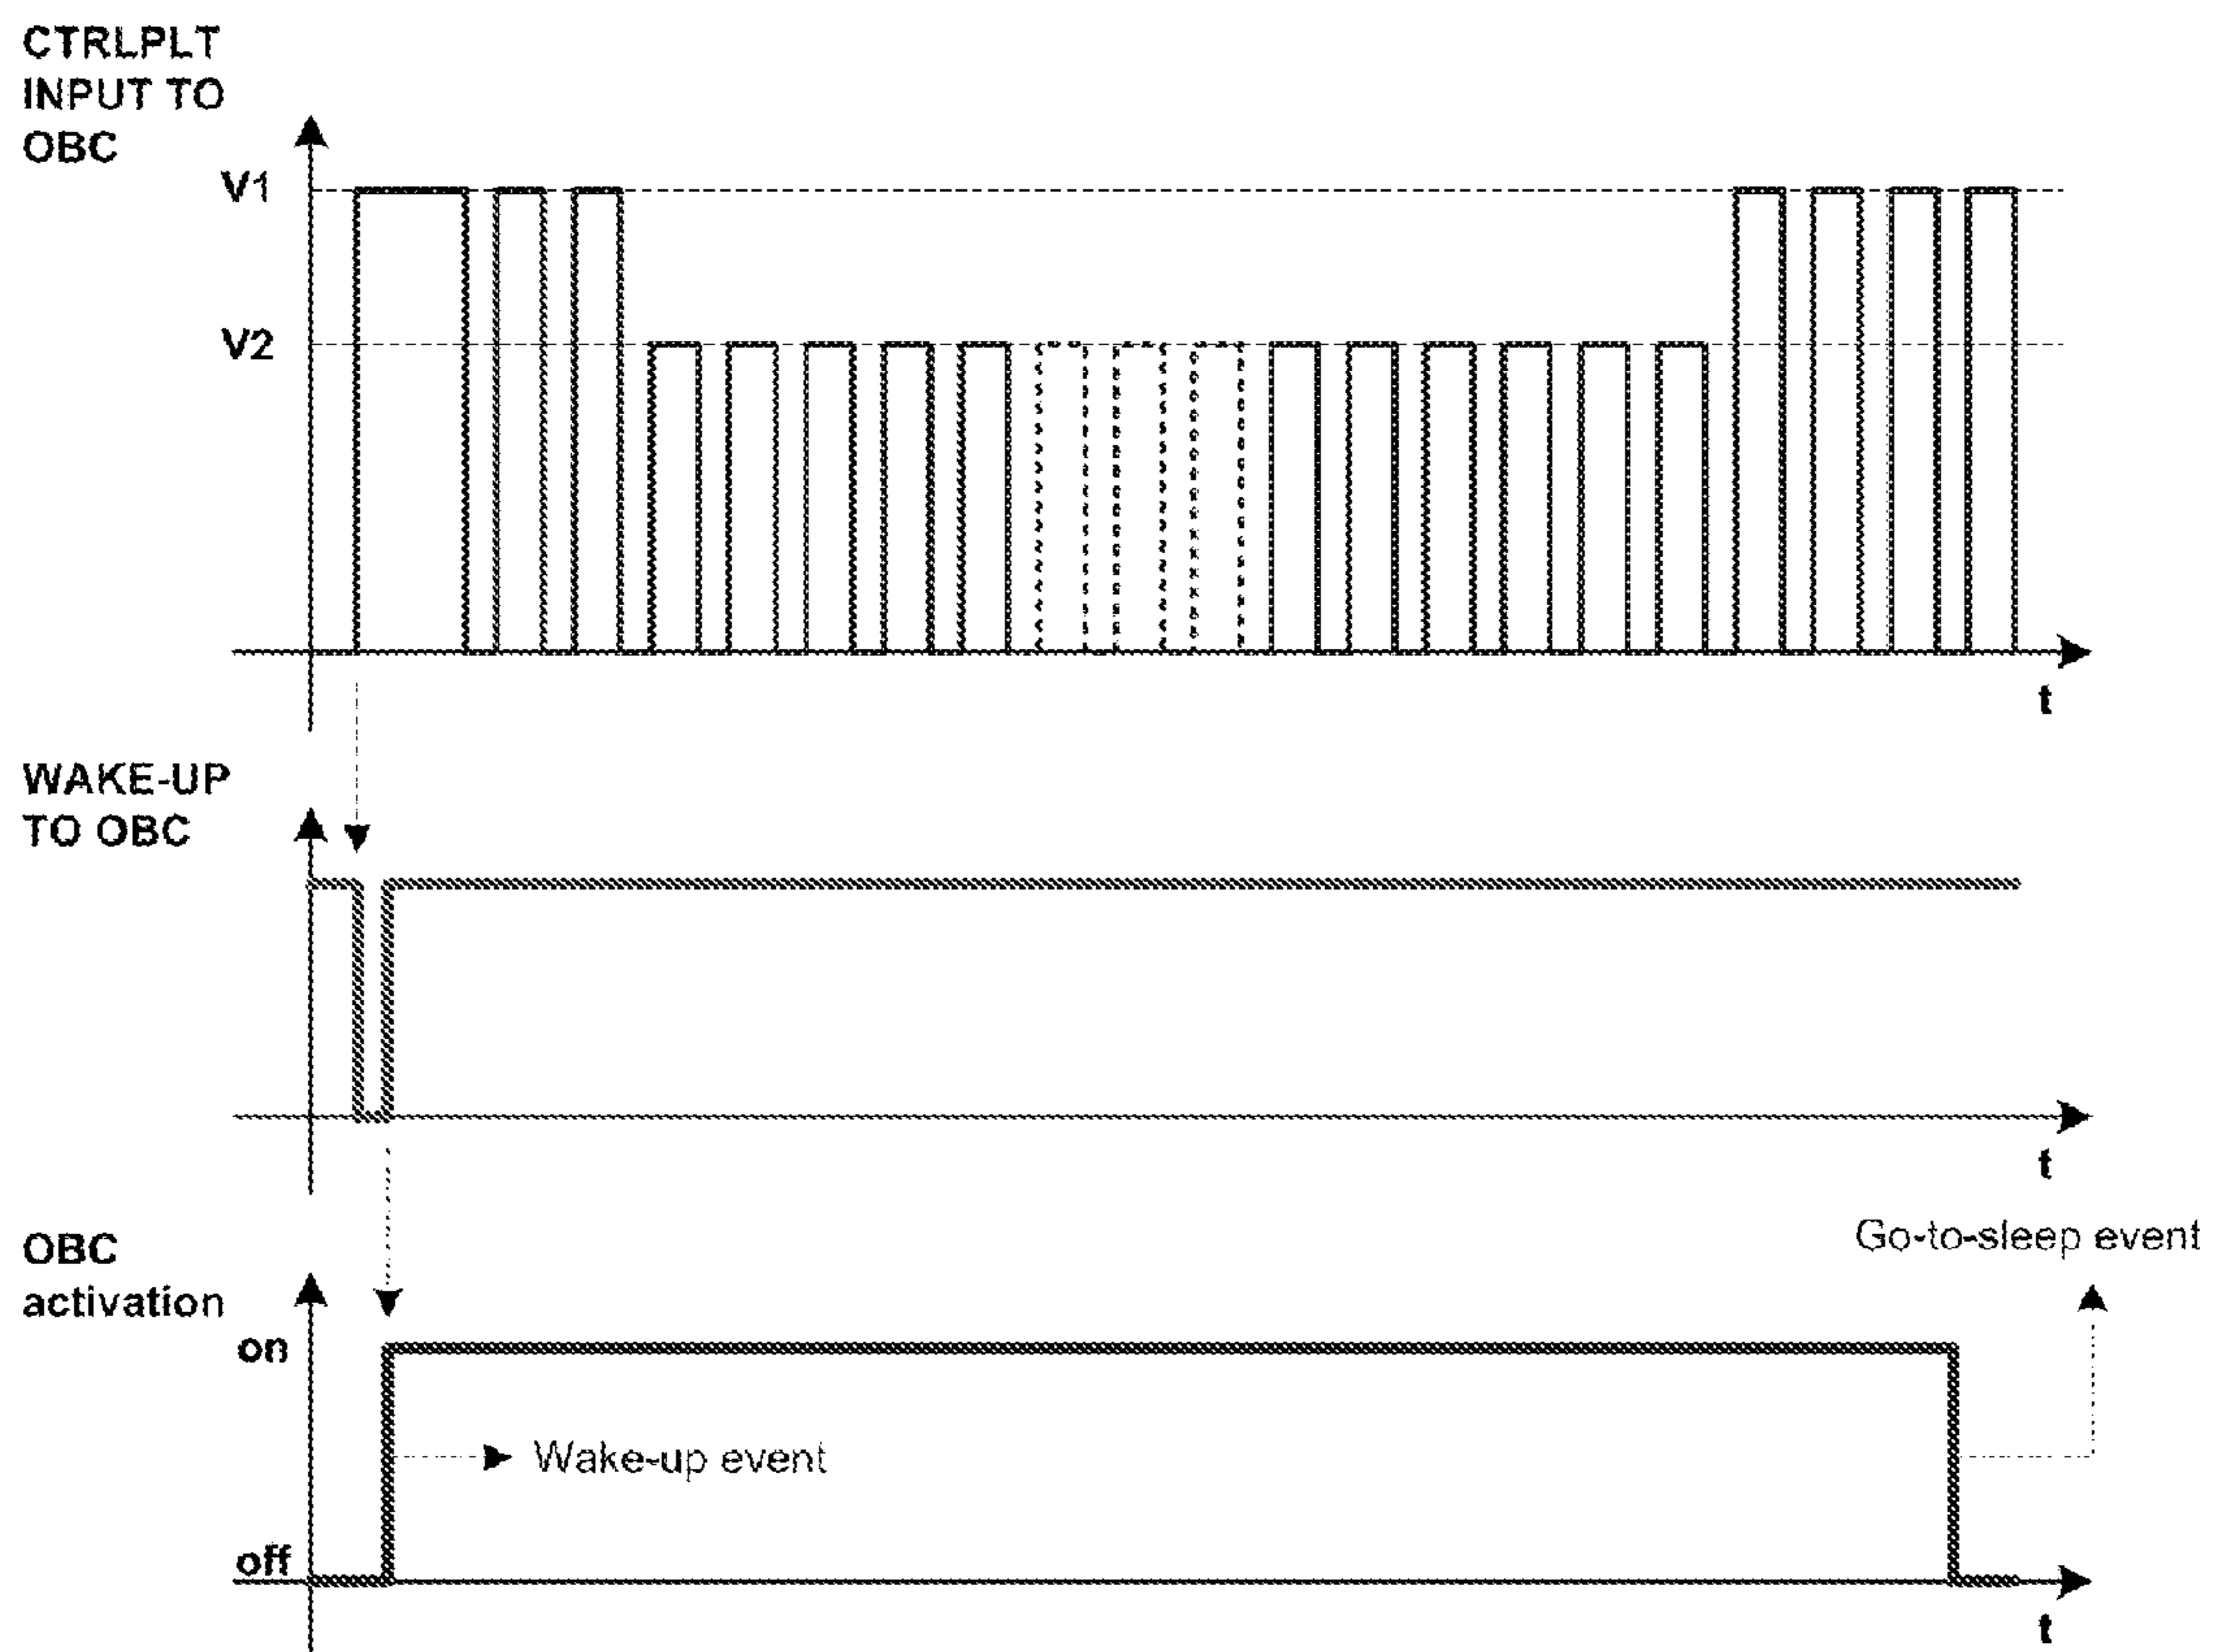 CTRLPLT
INPUT TO
OBC
V1
V2
t
WAKE-UP
TO OBC
t
OBC
activation
Go-to-sleep event
on
Wake-up event
off
t